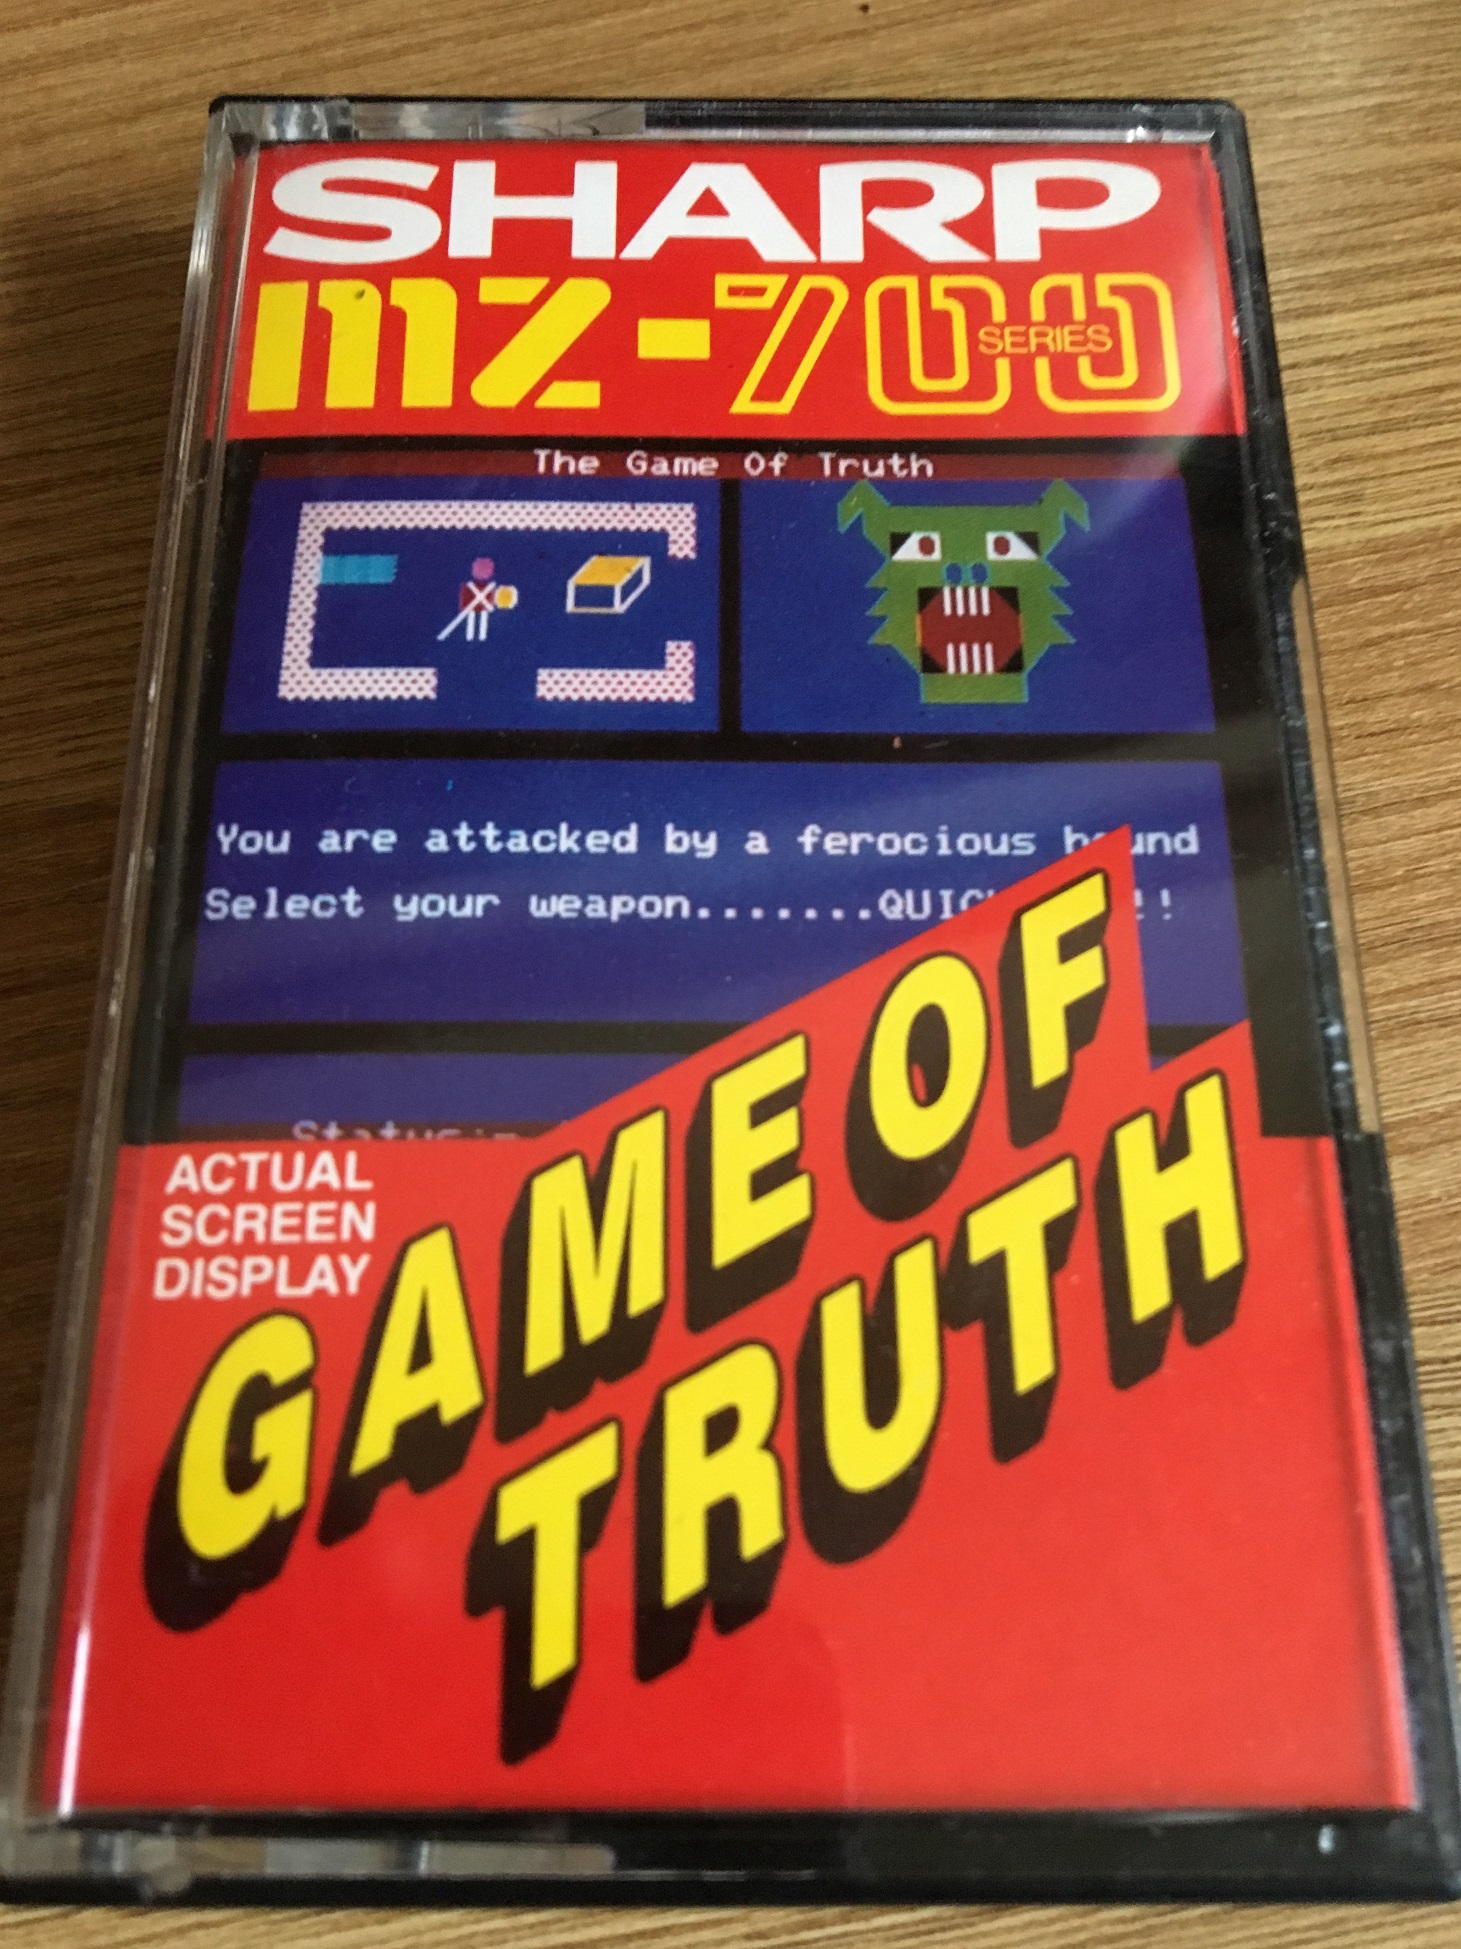 SHARP
MZ-700
SERIES
The Game Of Truth
You are attacked by a ferocious
Select your weapon.......
Status:-
ACTUAL
SCREEN
DISPLAY
GAME OF
TRUTH